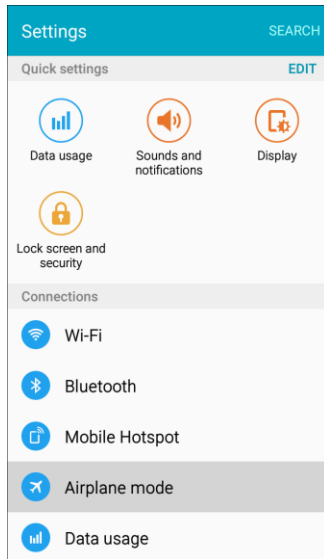 Settings
SEARCH
Quick settings
EDIT
Data usage
Sounds and
notifications
Display
Lock screen and
security
Connections
Wi-Fi
Bluetooth
Mobile Hotspot
Airplane mode
Data usage